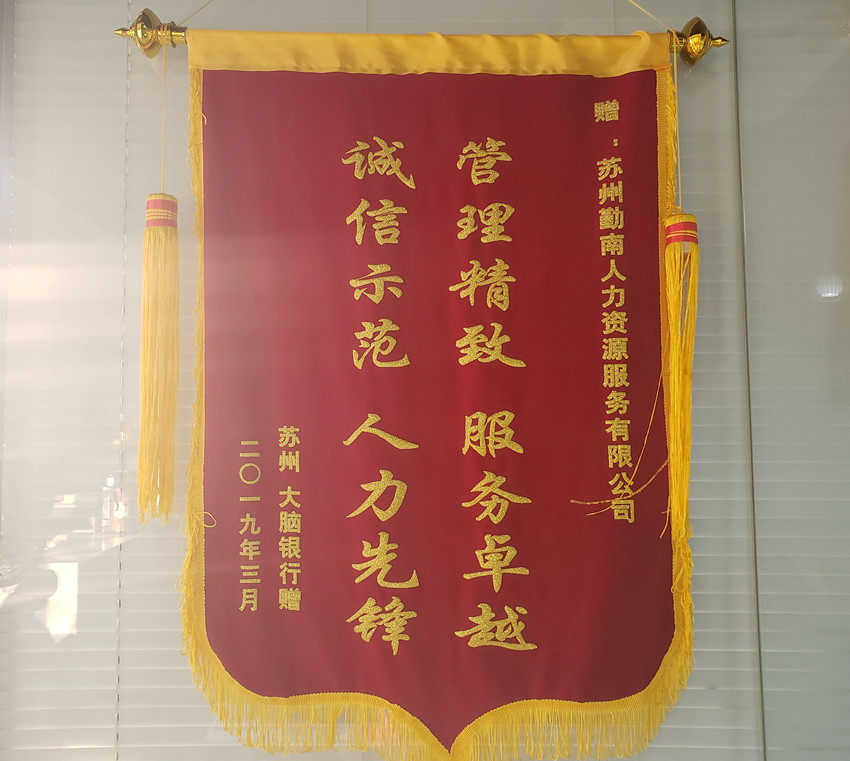 赠：苏州勤南人力资源服务有限公司
管理精致 服务卓越
诚信示范 人力先锋
苏州 大脑银行赠
二〇一九年三月